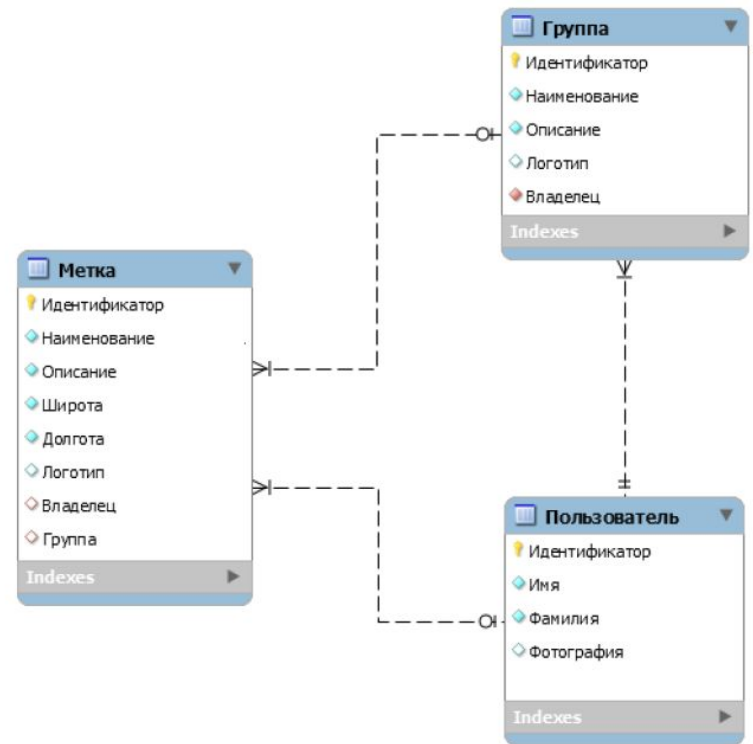 Группа
Идентификатор
Наименование
Описание
Логотип
Владелец
Indexes
Метка
Идентификатор
Наименование
Описание
Широта
Долгота
Логотип
Владелец
Группа
Indexes
Пользователь
Идентификатор
Имя
Фамилия
Фотография
Indexes